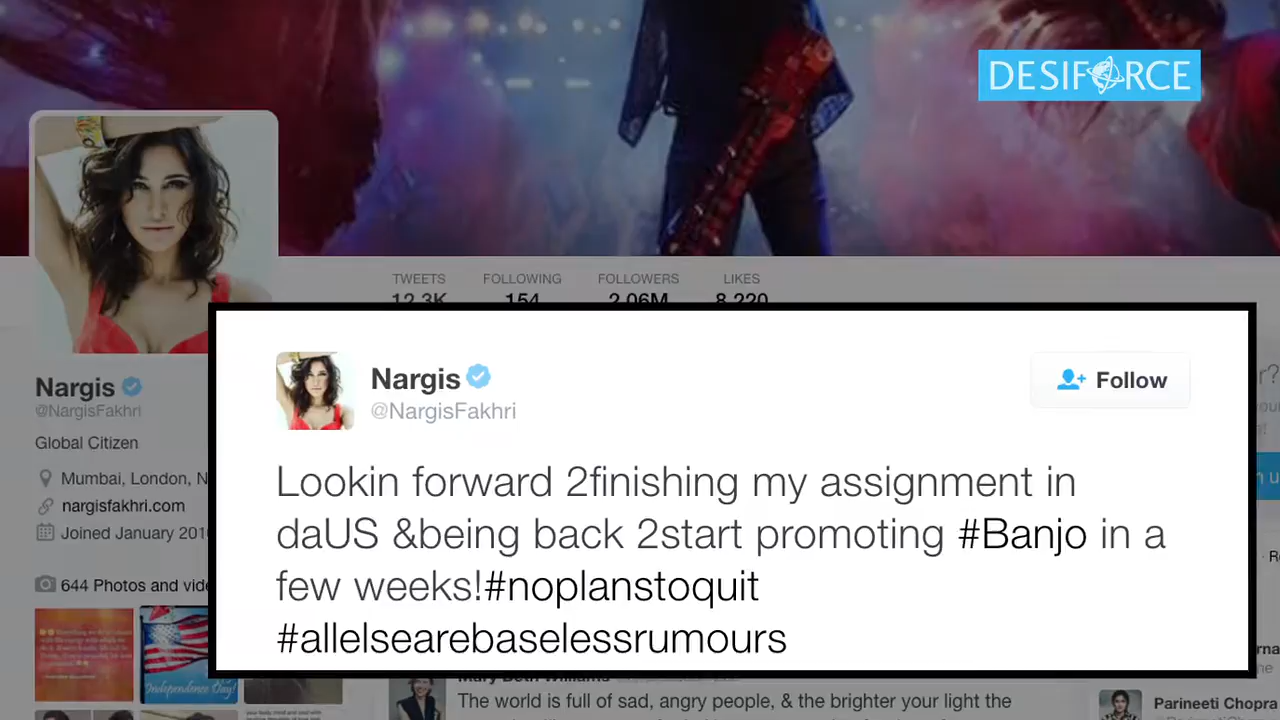 DESIFORCE
TWEETS FOLLOWING FOLLOWERS LIKES
12.3K 154 2.06M 8,220
Nargis
@NargisFakhri
Global Citizen
Mumbai, London, N
nargisfakhri.com
Joined January 201
644 Photos and vide
Independence Day!
Nargis
@NargisFakhri
Follow
Lookin forward 2finishing my assignment in
daUS &being back 2start promoting #Banjo in a
few weeks!#noplanstoquit
#allelsearebaselessrumours
Mary Beth Williams
The world is full of sad, angry people, & the brighter your light the
Parineeti Chopra